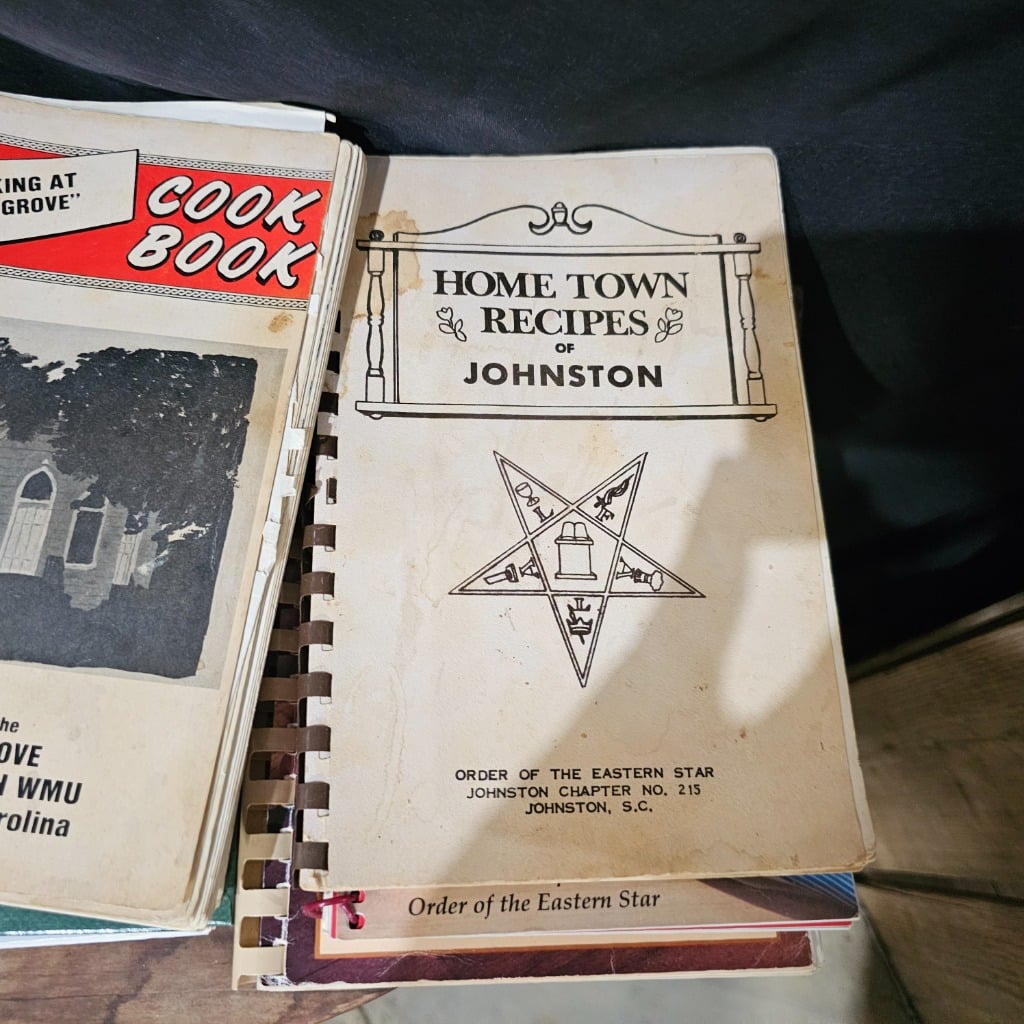 KING AT
GROVE"
COOK
BOOK
he
OVE
H WMU
rolina
HOME TOWN
RECIPES
OF
JOHNSTON
L
F
L
ORDER OF THE EASTERN STAR
JOHNSTON CHAPTER NO. 215
JOHNSTON, S.C.
Order of the Eastern Star